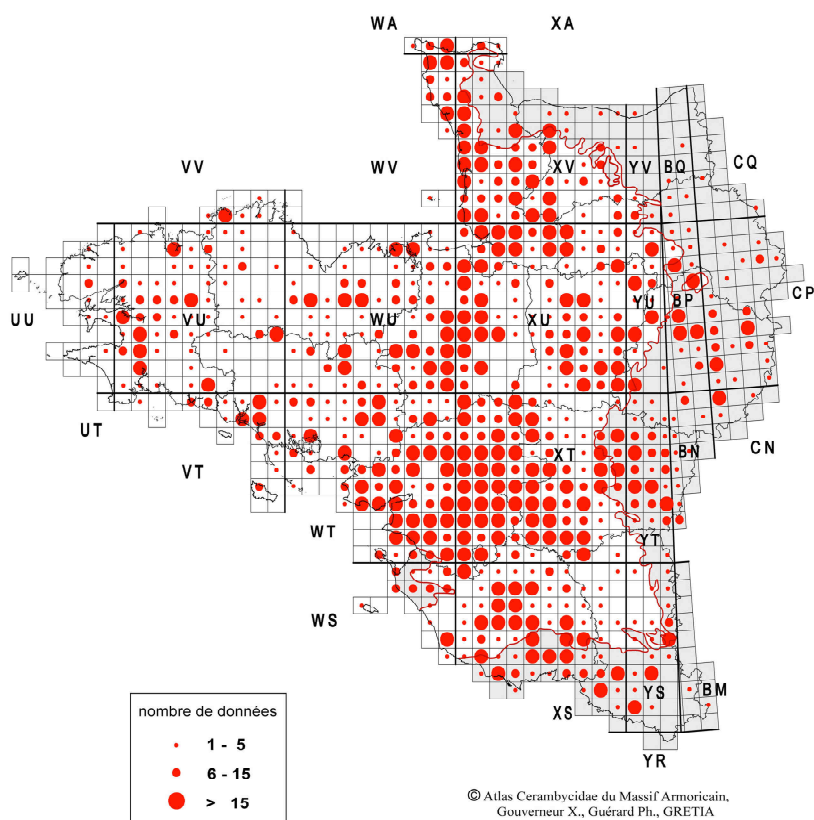 WA XA
VV WV XV YV BQ CQ
UU VU WU XU YU BP CP
UT VT WT XT YT BN CN
WS XS YS BM
YR
nombre de données
1 - 5
6 - 15
> 15
© Atlas Cerambycidae du Massif Armoricain,
Gouverneur X., Guérard Ph., GRETIA